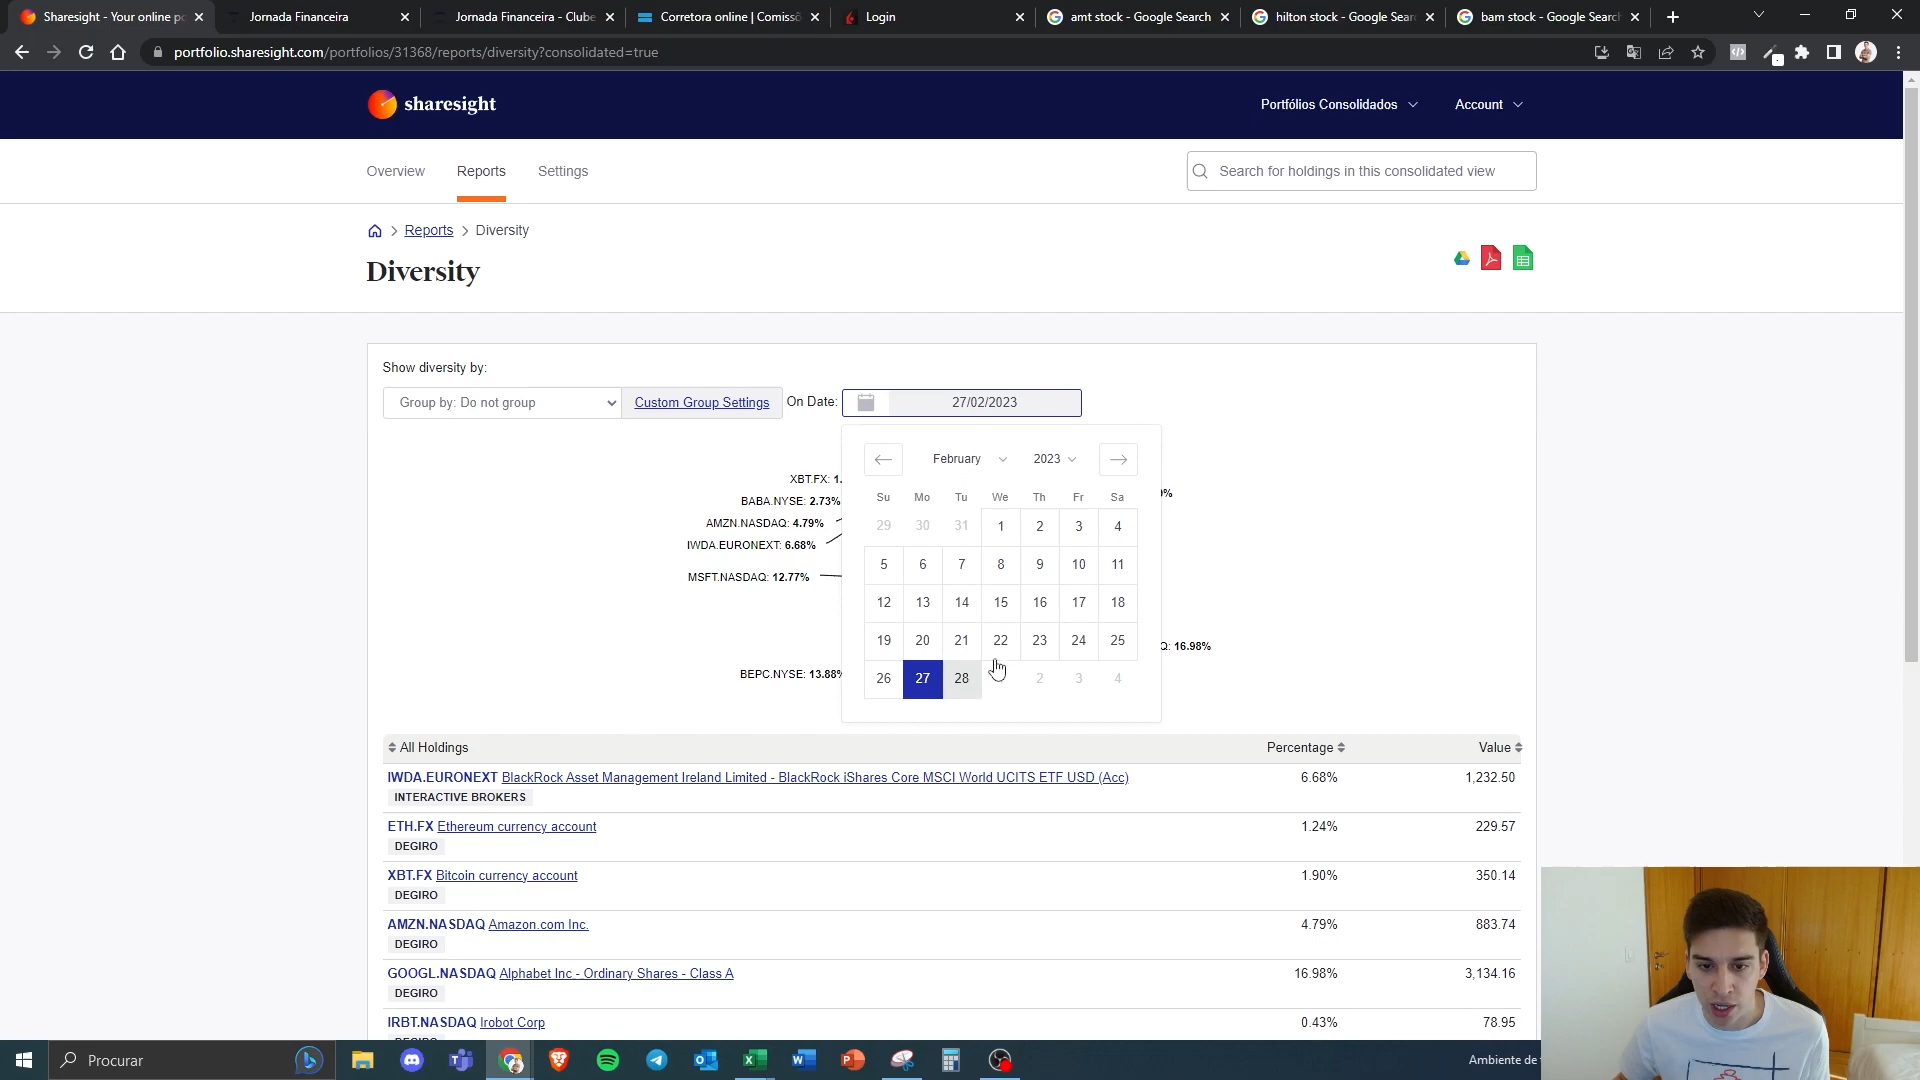 Sharesight - Your online po
Jornada Financeira
Jornada Financeira - Clube
Corretora online | Comissõ
Login
amt stock - Google Search
hilton stock - Google Sear
bam stock - Google Search
portfolio.sharesight.com/portfolios/31368/reports/diversity?consolidated=true
sharesight
Portfólios Consolidados
Account
Overview
Reports
Settings
Search for holdings in this consolidated view
Reports > Diversity
Diversity
Show diversity by:
Group by: Do not group
Custom Group Settings
On Date:
27/02/2023
February
2023
Su Mo Tu We Th Fr Sa
29 30 31 1 2 3 4
5 6 7 8 9 10 11
12 13 14 15 16 17 18
19 20 21 22 23 24 25
26 27 28 2 3 4
XBT.FX: 1.
BABA.NYSE: 2.73%
AMZN.NASDAQ: 4.79%
IWDA.EURONEXT: 6.68%
MSFT.NASDAQ: 12.77%
BEPC.NYSE: 13.88%
Q: 16.98%
All Holdings Percentage Value
IWDA.EURONEXT BlackRock Asset Management Ireland Limited - BlackRock iShares Core MSCI World UCITS ETF USD (Acc) 6.68% 1,232.50
INTERACTIVE BROKERS
ETH.FX Ethereum currency account 1.24% 229.57
DEGIRO
XBT.FX Bitcoin currency account 1.90% 350.14
DEGIRO
AMZN.NASDAQ Amazon.com Inc. 4.79% 883.74
DEGIRO
GOOGL.NASDAQ Alphabet Inc - Ordinary Shares - Class A 16.98% 3,134.16
DEGIRO
IRBT.NASDAQ Irobot Corp 0.43% 78.95
Procurar
Ambiente de